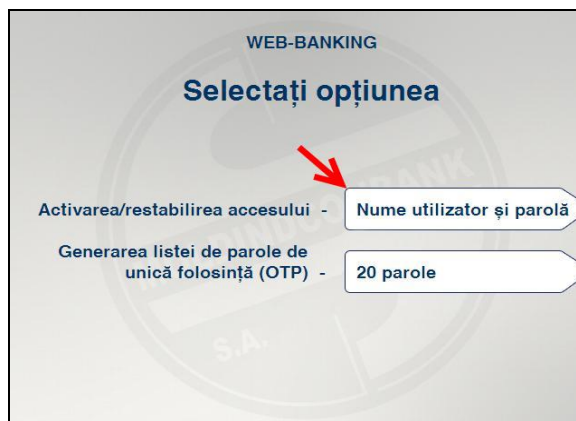 WEB-BANKING
Selectați opțiunea
Activarea/restabilirea accesului - Nume utilizator și parolă
Generarea listei de parole de
unică folosință (OTP) - 20 parole
MOLDINDCONBANK
S.A.